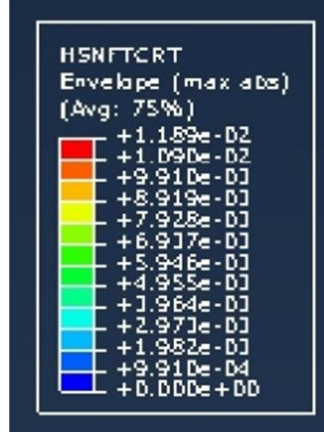 HSNFTCRT
Envelope (max abs)
(Avg: 75%)
+1.189e-02
+1.090e-02
+9.910e-03
+8.919e-03
+7.928e-03
+6.937e-03
+5.946e-03
+4.955e-03
+3.964e-03
+2.973e-03
+1.982e-03
+9.910e-04
+0.000e+00